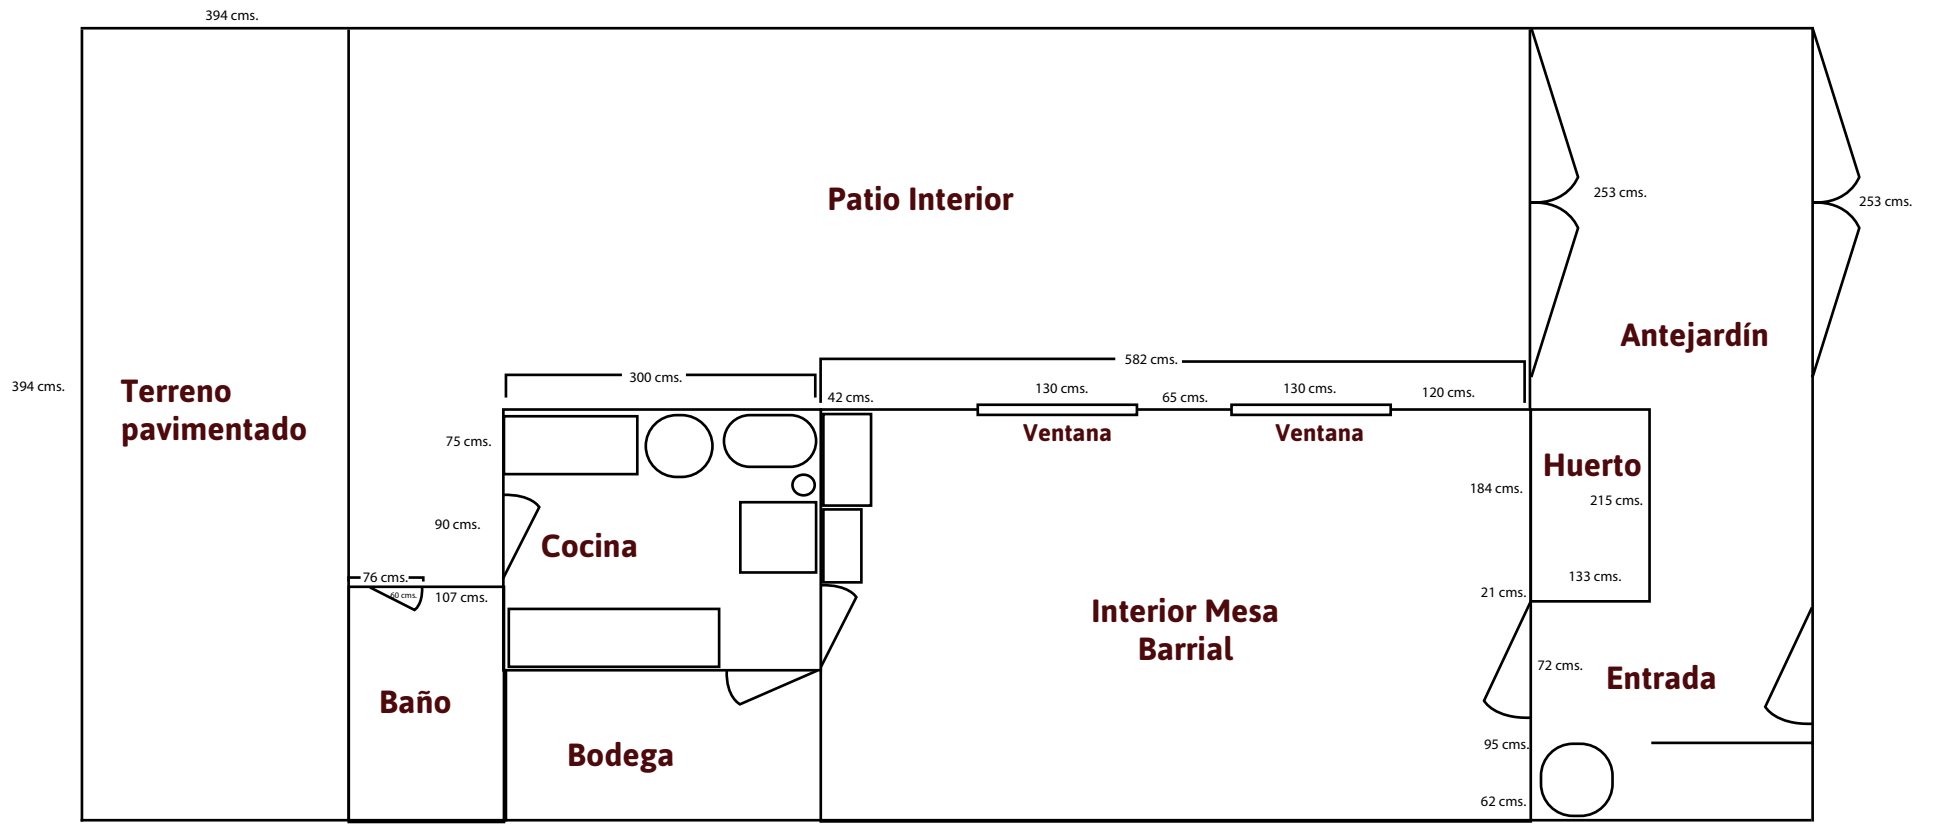 394 cms.
253 cms.
253 cms.
Patio Interior
Antejardín
582 cms.
300 cms.
394 cms.
Terreno
pavimentado
42 cms.
130 cms.
65 cms.
130 cms.
120 cms.
Ventana
Ventana
75 cms.
Huerto
184 cms.
215 cms.
90 cms.
Cocina
76 cms.
60 cms.
107 cms.
133 cms.
21 cms.
Interior Mesa
Barrial
72 cms.
Entrada
Baño
Bodega
95 cms.
62 cms.